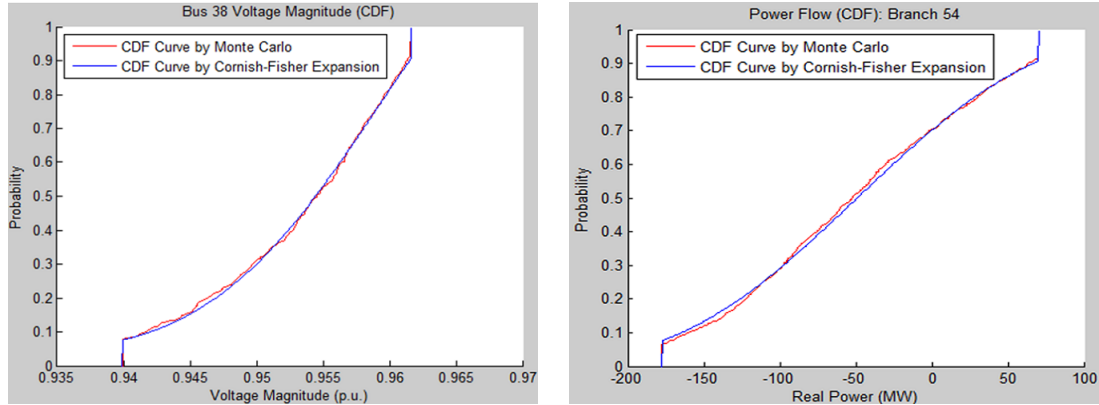 Bus 38 Voltage Magnitude (CDF)
CDF Curve by Monte Carlo
CDF Curve by Cornish-Fisher Expansion
1
0.9
0.8
0.7
0.6
0.5
0.4
0.3
0.2
0.1
0
Probability
0.935 0.94 0.945 0.95 0.955 0.96 0.965 0.97
Voltage Magnitude (p.u.)
Power Flow (CDF): Branch 54
CDF Curve by Monte Carlo
CDF Curve by Cornish-Fisher Expansion
1
0.9
0.8
0.7
0.6
0.5
0.4
0.3
0.2
0.1
0
Probability
-200 -150 -100 -50 0 50 100
Real Power (MW)